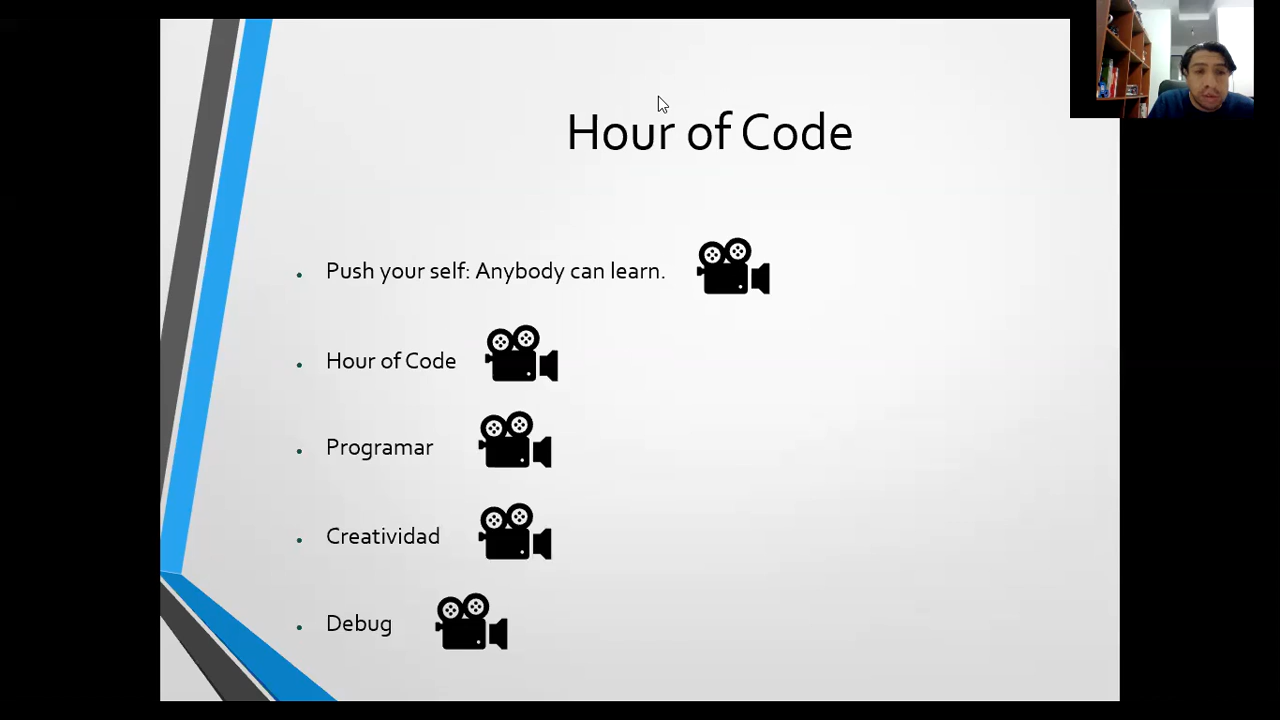 Hour of Code
Push your self: Anybody can learn.
Hour of Code
Programar
Creatividad
Debug